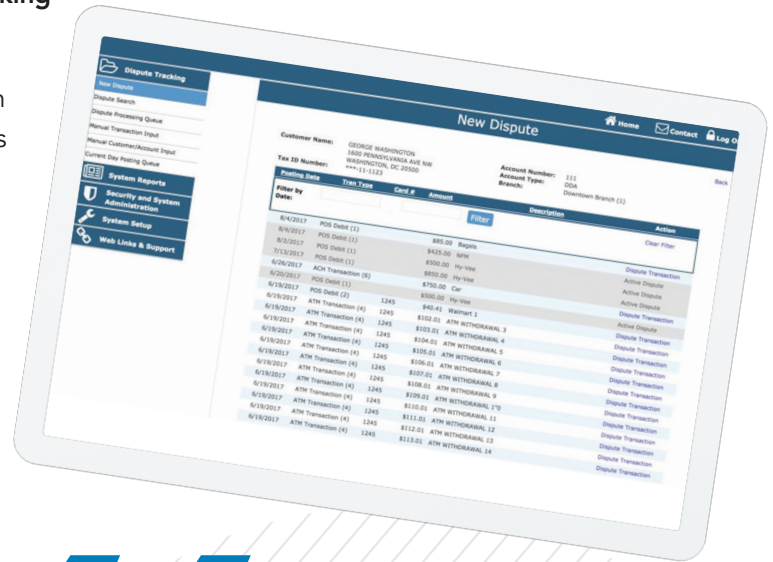 king
n
s
Dispute Tracking
New Dispute
Dispute Search
Dispute Processing Queue
Manual Transaction Input
Manual Customer/Account Input
Current Day Posting Queue
System Reports
Security and System
Administration
System Setup
Web Links & Support
Home Contact Log O
New Dispute
Back
Customer Name: GEORGE WASHINGTON
1600 PENNSYLVANIA AVE NW
WASHINGTON, DC 20500
Tax ID Number: ***-11-1123
Account Number: 111
Account Type: DDA
Branch: Downtown Branch (1)
Posting Date Tran Type Card # Amount Description Action
Filter by
Date:
Filter
Clear Filter
8/4/2017 POS Debit (1) $85.00 Bagels Dispute Transaction
8/4/2017 POS Debit (1) $425.00 NFM Active Dispute
8/2/2017 POS Debit (1) $500.00 Hy-Vee Active Dispute
7/13/2017 POS Debit (1) $850.00 Hy-Vee Active Dispute
6/26/2017 ACH Transaction (6) $750.00 Car Dispute Transaction
6/20/2017 POS Debit (1) $500.00 Hy-Vee Active Dispute
6/19/2017 POS Debit (2) 1245 $40.41 Walmart 1 Dispute Transaction
6/19/2017 ATM Transaction (4) 1245 $102.01 ATM WITHDRAWAL 3 Dispute Transaction
6/19/2017 ATM Transaction (4) 1245 $103.01 ATM WITHDRAWAL 4 Dispute Transaction
6/19/2017 ATM Transaction (4) 1245 $104.01 ATM WITHDRAWAL 5 Dispute Transaction
6/19/2017 ATM Transaction (4) 1245 $105.01 ATM WITHDRAWAL 6 Dispute Transaction
6/19/2017 ATM Transaction (4) 1245 $106.01 ATM WITHDRAWAL 7 Dispute Transaction
6/19/2017 ATM Transaction (4) 1245 $107.01 ATM WITHDRAWAL 8 Dispute Transaction
6/19/2017 ATM Transaction (4) 1245 $108.01 ATM WITHDRAWAL 9 Dispute Transaction
6/19/2017 ATM Transaction (4) 1245 $109.01 ATM WITHDRAWAL 1"0 Dispute Transaction
6/19/2017 ATM Transaction (4) 1245 $110.01 ATM WITHDRAWAL 11 Dispute Transaction
6/19/2017 ATM Transaction (4) 1245 $111.01 ATM WITHDRAWAL 12 Dispute Transaction
6/19/2017 ATM Transaction (4) 1245 $112.01 ATM WITHDRAWAL 13 Dispute Transaction
6/19/2017 ATM Transaction (4) 1245 $113.01 ATM WITHDRAWAL 14 Dispute Transaction